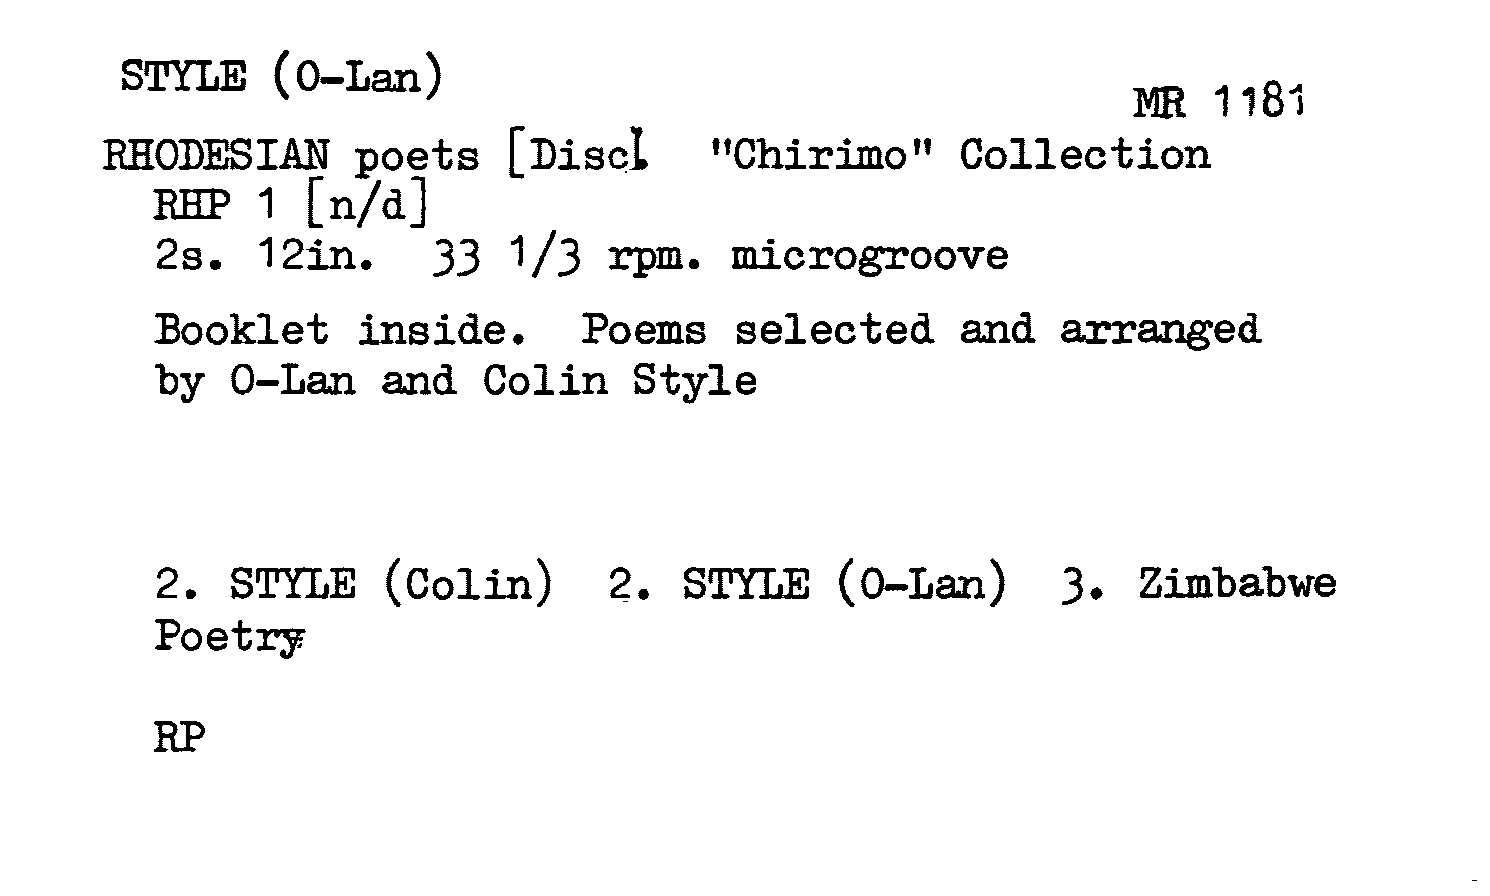 STYLE (O-Lan)
MR 1181
RHODESIAN poets [Disc]. "Chirimo" Collection
RHP 1 [n/d]
2s. 12in. 33 1/3 rpm. microgroove
Booklet inside. Poems selected and arranged
by O-Lan and Colin Style
2. STYLE (Colin) 2. STYLE (O-Lan) 3. Zimbabwe
Poetry
RP